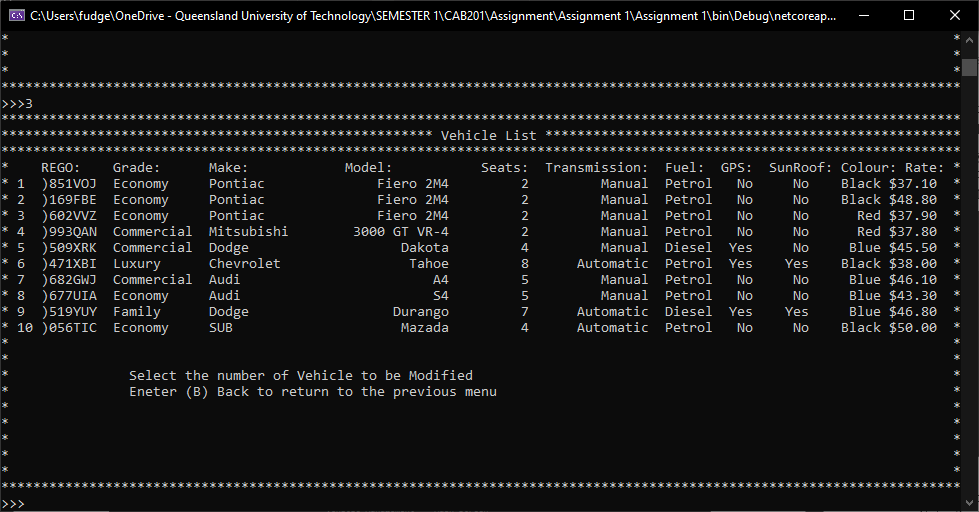 C:\Users\fudge\OneDrive - Queensland University of Technology\SEMESTER 1\CAB201\Assignment\Assignment 1\Assignment 1\bin\Debug\netcoreap...
*                                                                                                                      *
*                                                                                                                      *
*                                                                                                                      *
************************************************************************************************************************
>>>3
************************************************************************************************************************
****************************************************** Vehicle List ****************************************************
************************************************************************************************************************
*    REGO:    Grade:      Make:            Model:           Seats:  Transmission:  Fuel:  GPS:  SunRoof: Colour: Rate: *
* 1  )851VOJ  Economy     Pontiac              Fiero 2M4         2         Manual  Petrol   No     No    Black $37.10  *
* 2  )169FBE  Economy     Pontiac              Fiero 2M4         2         Manual  Petrol   No     No    Black $48.80  *
* 3  )602VVZ  Economy     Pontiac              Fiero 2M4         2         Manual  Petrol   No     No      Red $37.90  *
* 4  )993QAN  Commercial  Mitsubishi        3000 GT VR-4         2         Manual  Petrol   No     No      Red $37.80  *
* 5  )509XRK  Commercial  Dodge                   Dakota         4         Manual  Diesel  Yes     No     Blue $45.50  *
* 6  )471XBI  Luxury      Chevrolet                Tahoe         8      Automatic  Petrol  Yes    Yes    Black $38.00  *
* 7  )682GWJ  Commercial  Audi                        A4         5         Manual  Petrol   No     No     Blue $46.10  *
* 8  )677UIA  Economy     Audi                        S4         5         Manual  Petrol   No     No     Blue $43.30  *
* 9  )519YUY  Family      Dodge                  Durango         7      Automatic  Diesel  Yes    Yes     Blue $46.80  *
* 10 )056TIC  Economy     SUB                     Mazada         4      Automatic  Petrol   No     No    Black $50.00  *
*                                                                                                                      *
*                                                                                                                      *
*               Select the number of Vehicle to be Modified                                                            *
*               Eneter (B) Back to return to the previous menu                                                         *
*                                                                                                                      *
*                                                                                                                      *
*                                                                                                                      *
*                                                                                                                      *
*                                                                                                                      *
************************************************************************************************************************
>>>